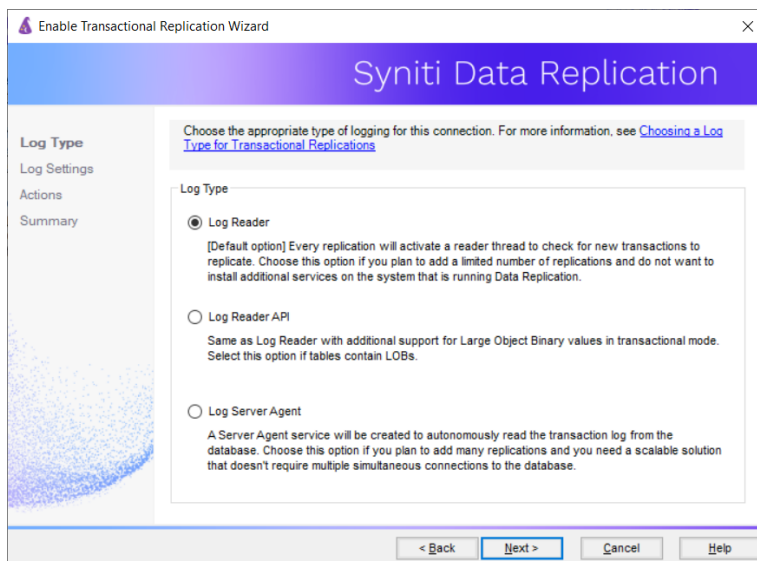 Enable Transactional Replication Wizard
Syniti Data Replication
Log Type
Log Settings
Actions
Summary
Choose the appropriate type of logging for this connection. For more information, see Choosing a Log
Type for Transactional Replications
Log Type
Log Reader
[Default option] Every replication will activate a reader thread to check for new transactions to
replicate. Choose this option if you plan to add a limited number of replications and do not want to
install additional services on the system that is running Data Replication.
Log Reader API
Same as Log Reader with additional support for Large Object Binary values in transactional mode.
Select this option if tables contain LOBs.
Log Server Agent
A Server Agent service will be created to autonomously read the transaction log from the
database. Choose this option if you plan to add many replications and you need a scalable solution
that doesn't require multiple simultaneous connections to the database.
< Back Next > Cancel Help